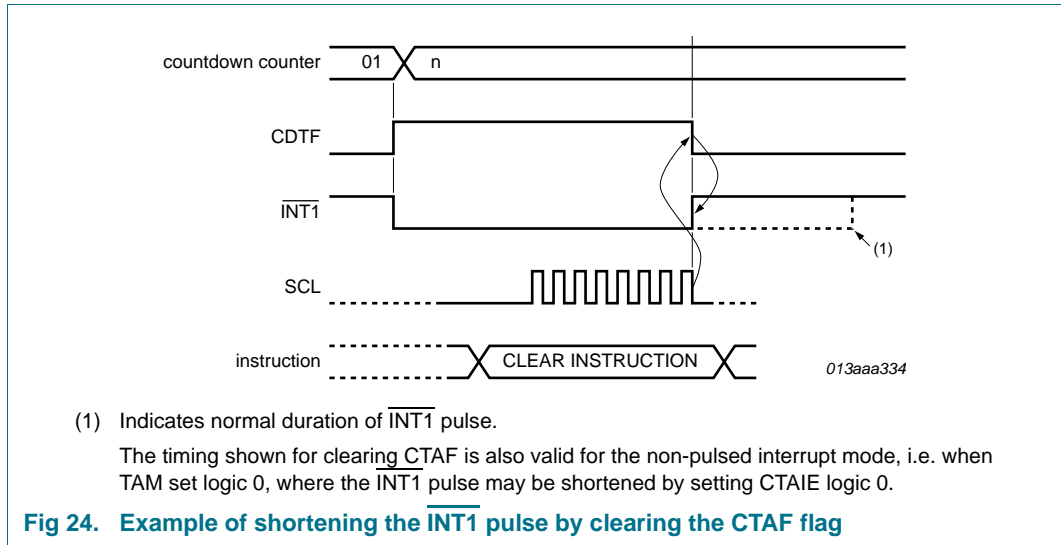 countdown counter 01 n
CDTF
INT1
(1)
SCL
instruction CLEAR INSTRUCTION
013aaa334
(1) Indicates normal duration of INT1 pulse.
The timing shown for clearing CTAF is also valid for the non-pulsed interrupt mode, i.e. when
TAM set logic 0, where the INT1 pulse may be shortened by setting CTAIE logic 0.
Fig 24. Example of shortening the INT1 pulse by clearing the CTAF flag